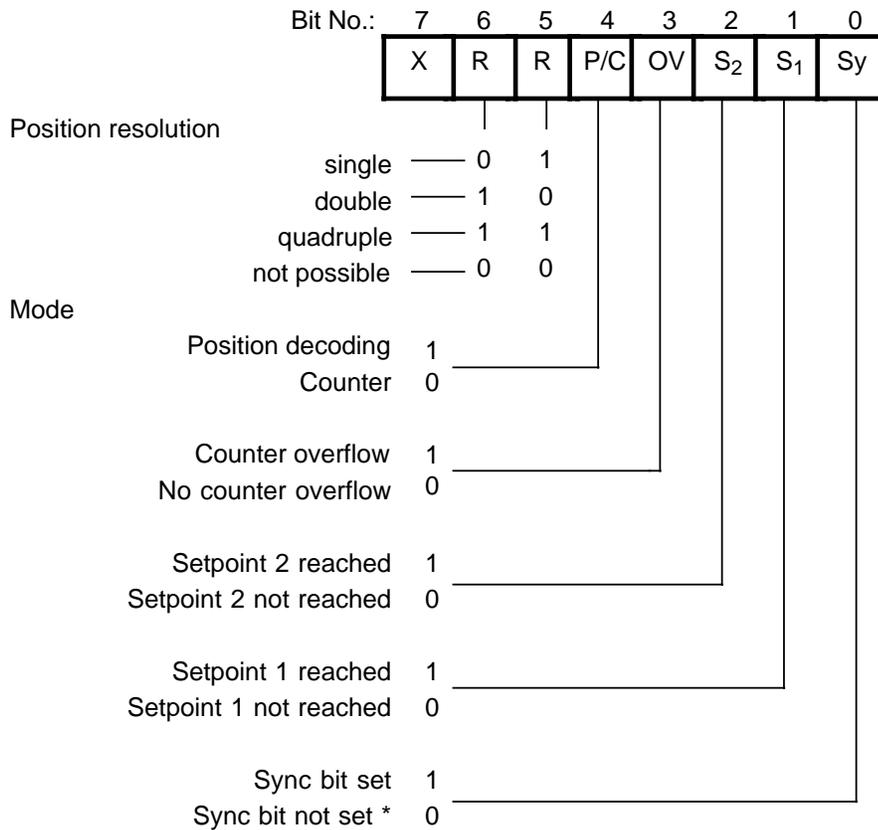 Bit No.: 7 6 5 4 3 2 1 0
X R R P/C OV S2 S1 Sy
Position resolution
single 0 1
double 1 0
quadruple 1 1
not possible 0 0
Mode
Position decoding 1
Counter 0
Counter overflow 1
No counter overflow 0
Setpoint 2 reached 1
Setpoint 2 not reached 0
Setpoint 1 reached 1
Setpoint 1 not reached 0
Sync bit set 1
Sync bit not set * 0